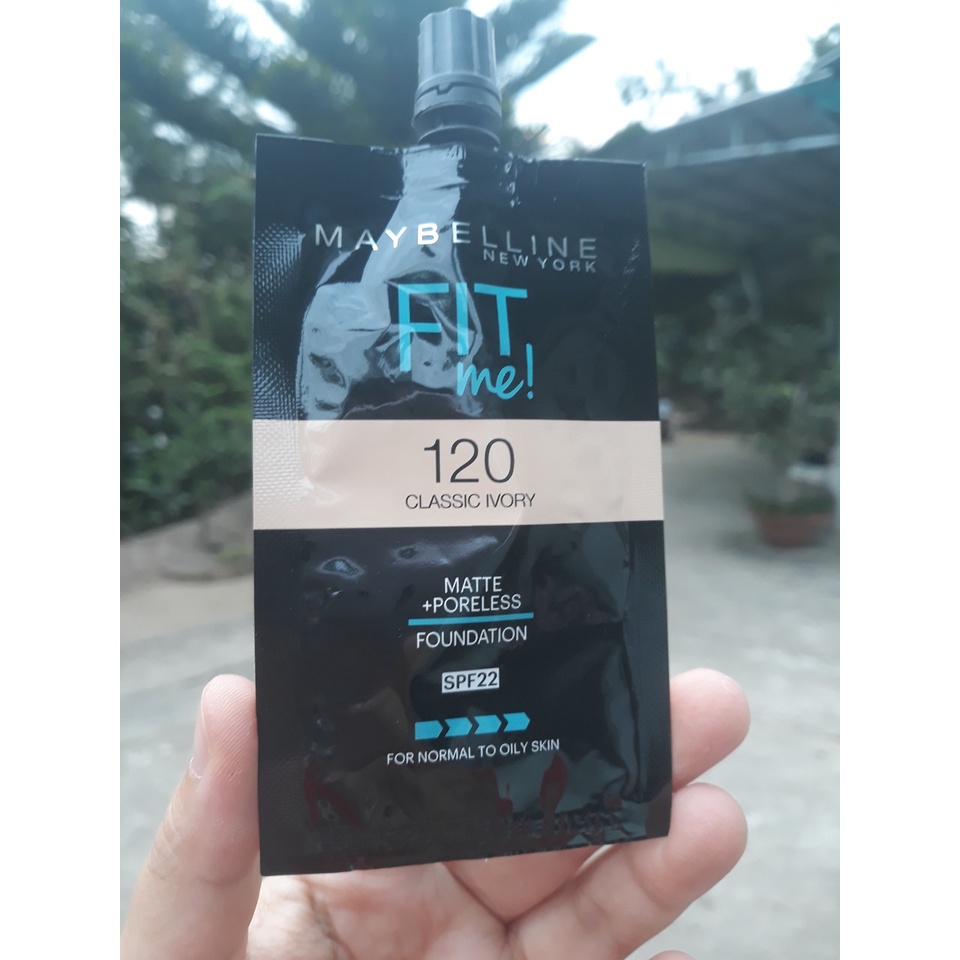 MAYBELLINE
NEW YORK
FIT
me!
120
CLASSIC IVORY
MATTE
+PORELESS
FOUNDATION
SPF22
FOR NORMAL TO OILY SKIN